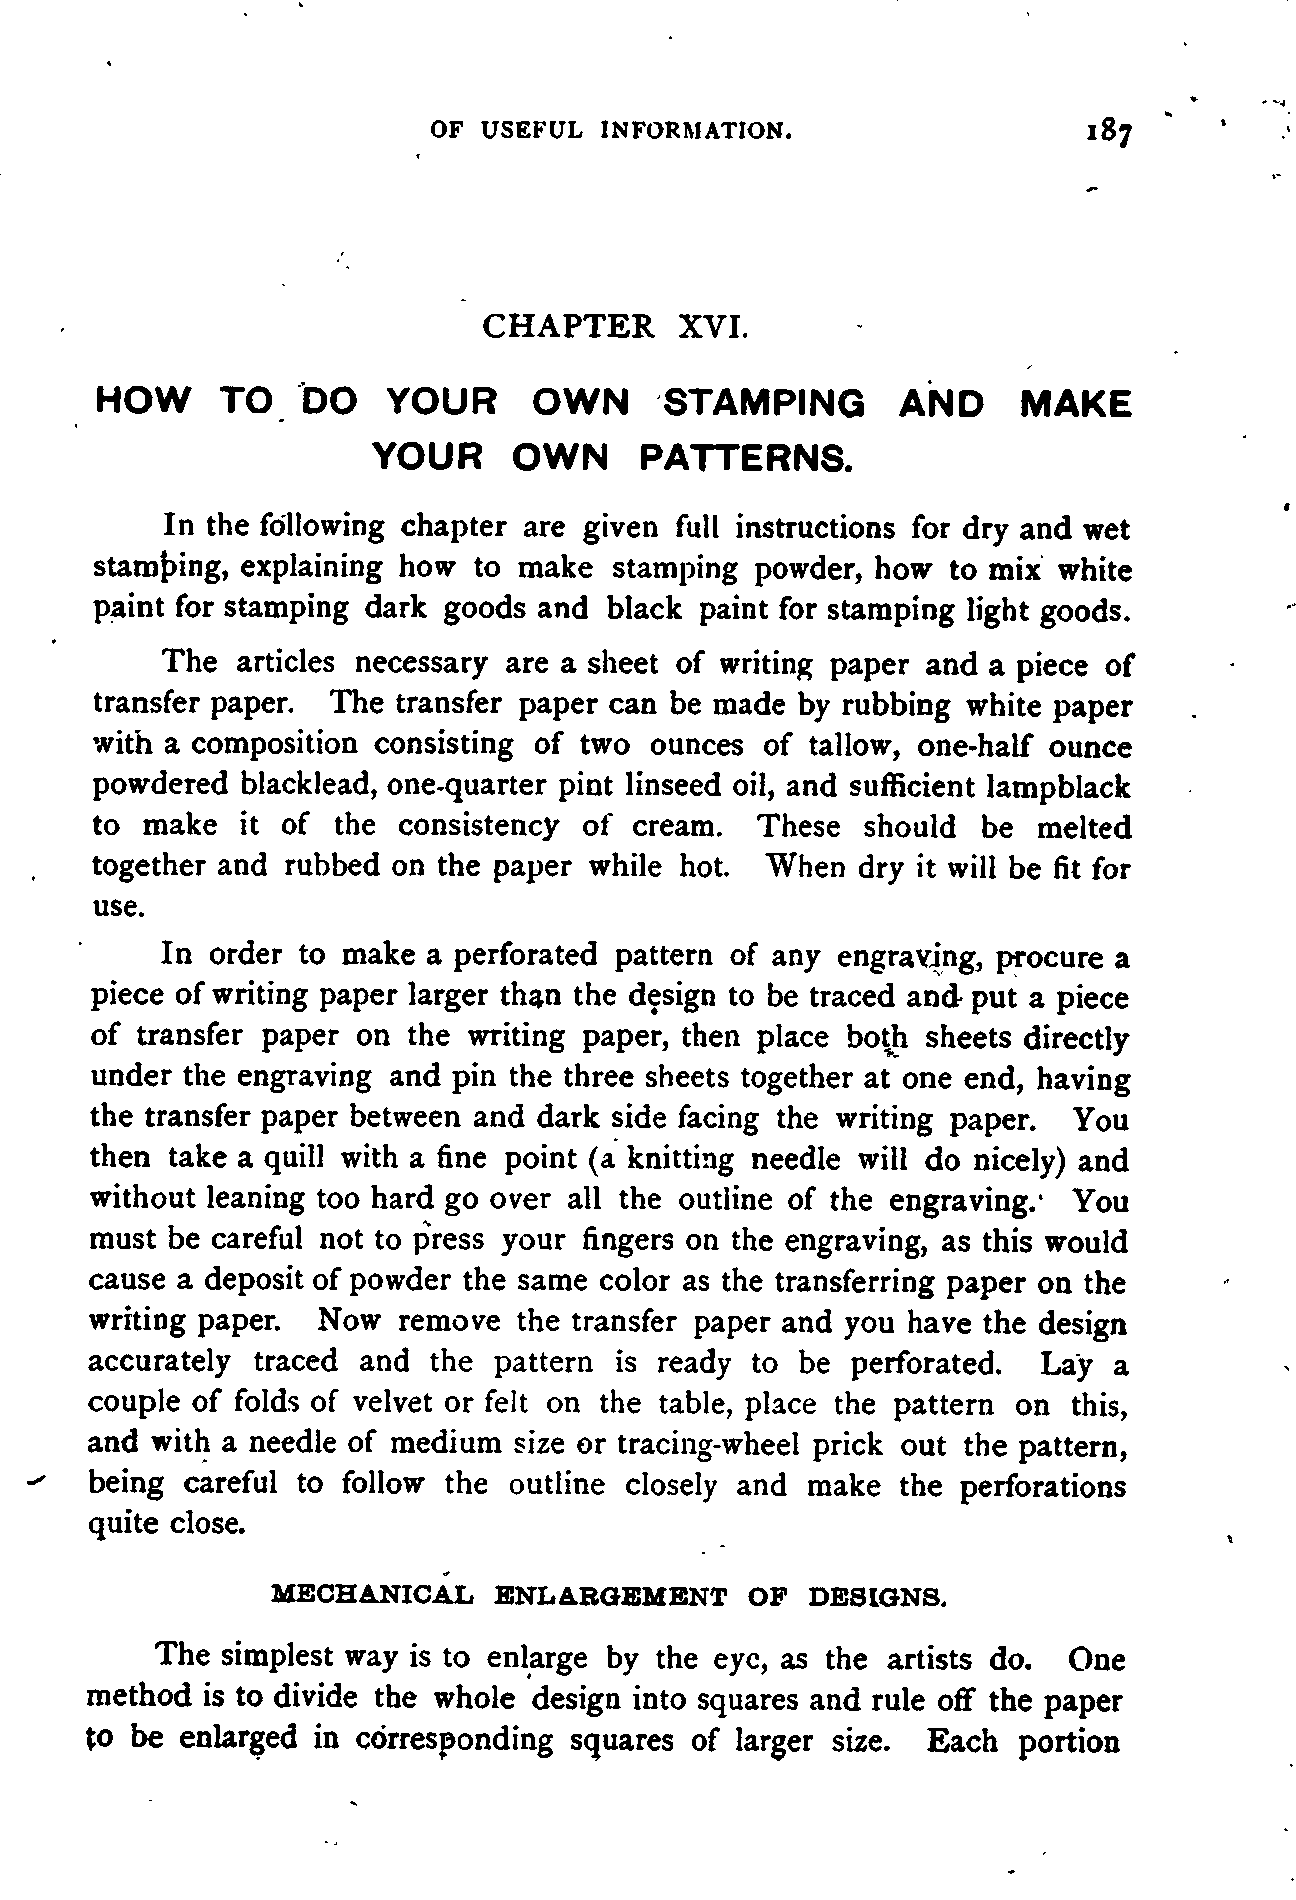 OF USEFUL INFORMATION. 187
CHAPTER XVI.
HOW TO DO YOUR OWN STAMPING AND MAKE
YOUR OWN PATTERNS.
In the following chapter are given full instructions for dry and wet
stamping, explaining how to make stamping powder, how to mix white
paint for stamping dark goods and black paint for stamping light goods.
The articles necessary are a sheet of writing paper and a piece of
transfer paper. The transfer paper can be made by rubbing white paper
with a composition consisting of two ounces of tallow, one-half ounce
powdered blacklead, one-quarter pint linseed oil, and sufficient lampblack
to make it of the consistency of cream. These should be melted
together and rubbed on the paper while hot. When dry it will be fit for
use.
In order to make a perforated pattern of any engraving, procure a
piece of writing paper larger than the design to be traced and put a piece
of transfer paper on the writing paper, then place both sheets directly
under the engraving and pin the three sheets together at one end, having
the transfer paper between and dark side facing the writing paper. You
then take a quill with a fine point (a knitting needle will do nicely) and
without leaning too hard go over all the outline of the engraving. You
must be careful not to press your fingers on the engraving, as this would
cause a deposit of powder the same color as the transferring paper on the
writing paper. Now remove the transfer paper and you have the design
accurately traced and the pattern is ready to be perforated. Lay a
couple of folds of velvet or felt on the table, place the pattern on this,
and with a needle of medium size or tracing-wheel prick out the pattern,
being careful to follow the outline closely and make the perforations
quite close.
MECHANICAL ENLARGEMENT OF DESIGNS.
The simplest way is to enlarge by the eye, as the artists do. One
method is to divide the whole design into squares and rule off the paper
to be enlarged in corresponding squares of larger size. Each portion